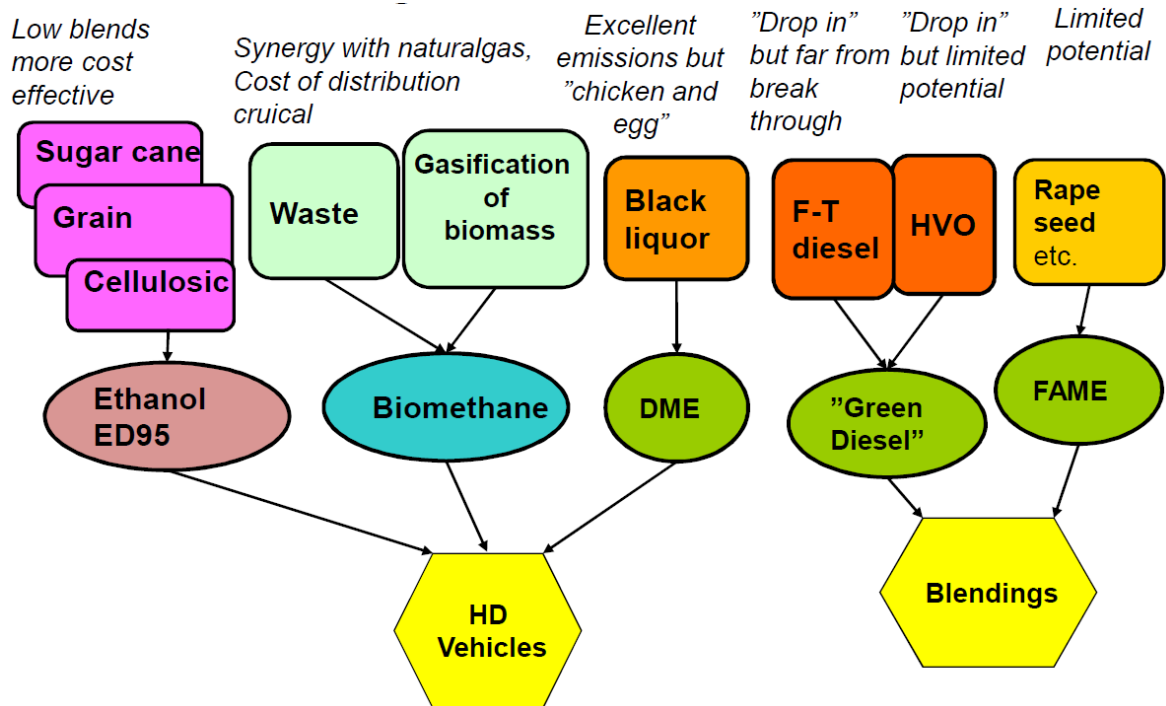 Low blends
more cost
effective
Synergy with naturalgas,
Cost of distribution
cruical
Excellent
emissions but
”chicken and
egg”
”Drop in”
but far from
break
through
”Drop in”
but limited
potential
Limited
potential
Sugar cane
Grain
Cellulosic
Waste
Gasification
of
biomass
Black
liquor
F-T
diesel
HVO
Rape
seed
etc.
Ethanol
ED95
Biomethane
DME
”Green
Diesel”
FAME
HD
Vehicles
Blendings